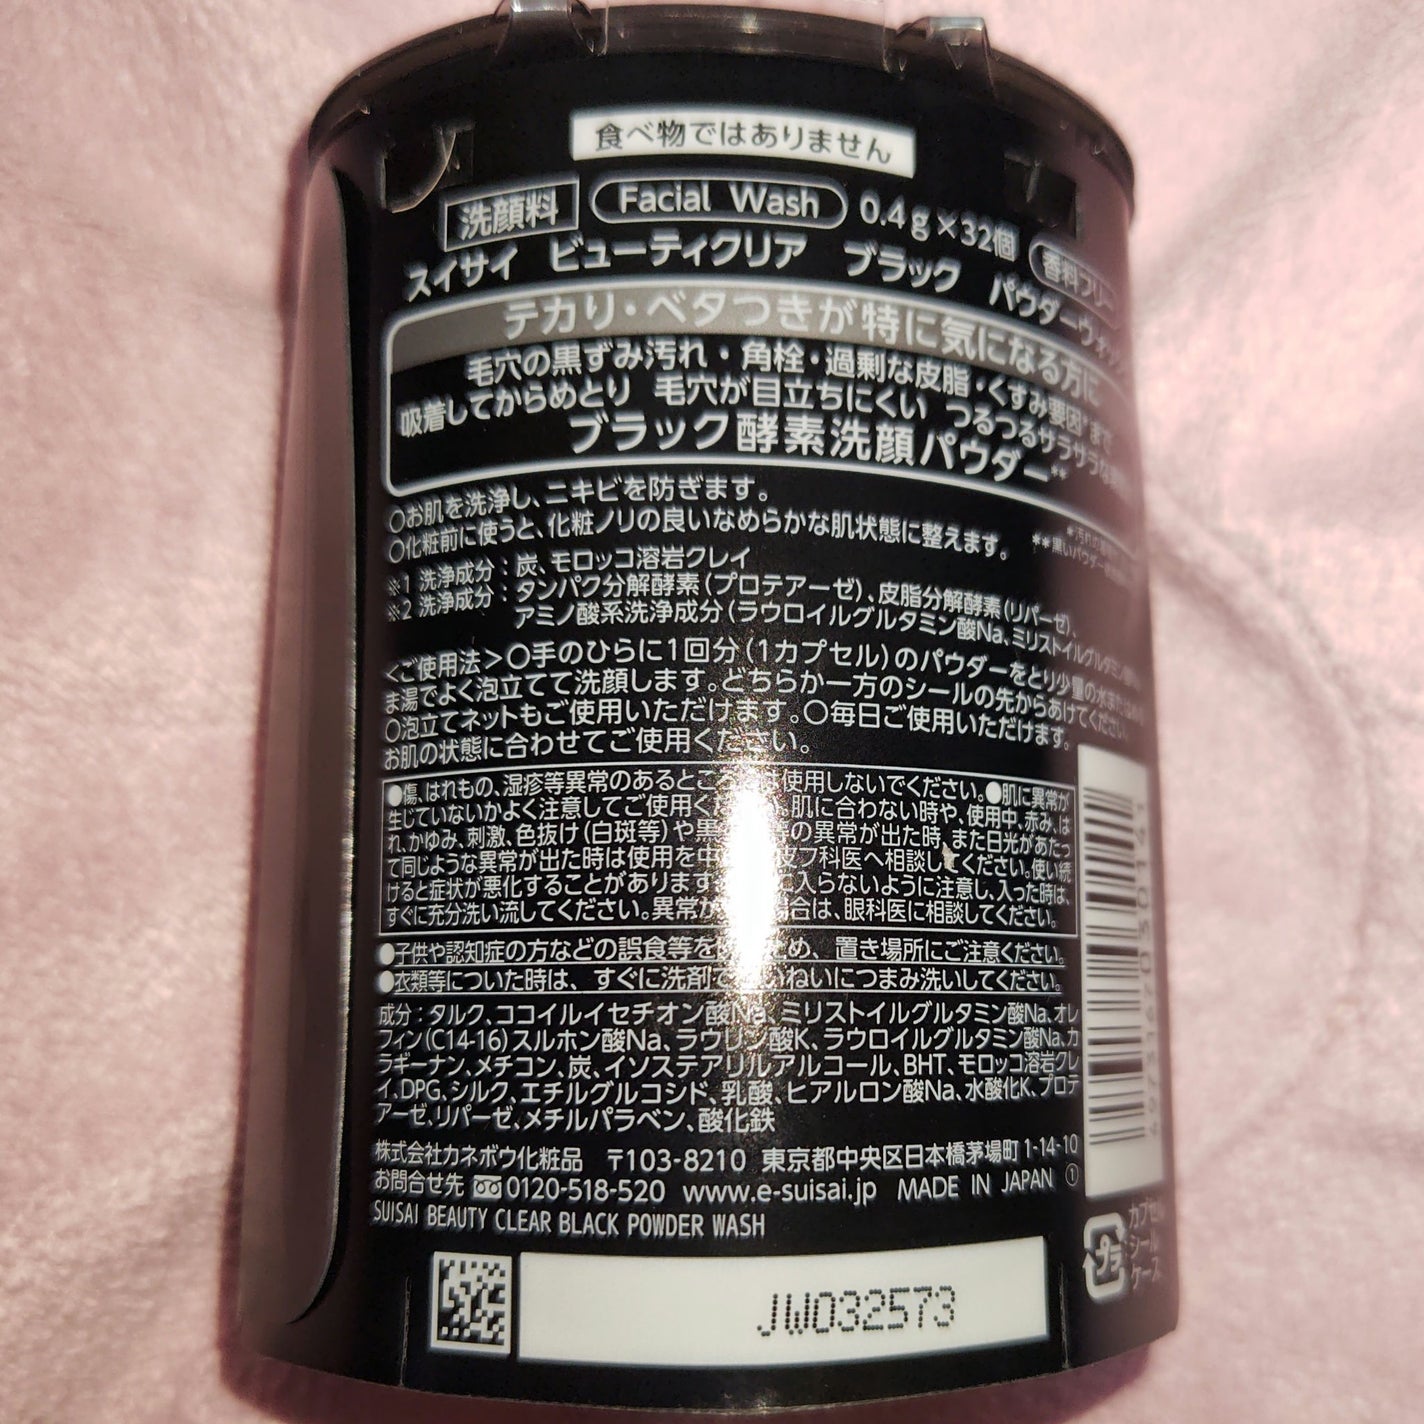 食べ物ではありません
洗顔料 Facial Wash 0.4g×32個 香料フリー
スイサイ ビューティクリア ブラック パウダーウォッ
テカリ・ベタつきが特に気になる方に
毛穴の黒ずみ汚れ・角栓・過剰な皮脂・くすみ要因*まで
吸着してからめとり 毛穴が目立ちにくい つるつるサラサラな
ブラック酵素洗顔パウダー**
○お肌を洗浄し、ニキビを防ぎます。
○化粧前に使うと、化粧ノリの良いなめらかな肌状態に整えます。
**黒いパウダー
※1 洗浄成分：炭、モロッコ溶岩クレイ
※2 洗浄成分：タンパク分解酵素（プロテアーゼ）、皮脂分解酵素（リパーゼ）、
アミノ酸系洗浄成分（ラウロイルグルタミン酸Na、ミリストイルグルタミン酸
＜ご使用法＞○手のひらに1回分（1カプセル）のパウダーをとり少量の水または
ま湯でよく泡立てて洗顔します。どちらか一方のシールの先からあけてください。
○泡立てネットもご使用いただけます。○毎日ご使用いただけます。
お肌の状態に合わせてご使用ください。
●傷、はれもの、湿疹等異常のあるところ 使用しないでください。●肌に異常が
生じていないかよく注意してご使用く 肌に合わない時や、使用中、赤み、は
れ、かゆみ、刺激、色抜け（白斑等）や黒 の異常が出た時、また日光があたっ
て同じような異常が出た時は使用を中 フ科医へ相談してください。使い続
けると症状が悪化することがあります に入らないように注意し、入った時は、
すぐに充分洗い流してください。異常が 場合は、眼科医に相談してください。
●子供や認知症の方などの誤食等を ため、置き場所にご注意ください。
●衣類等についた時は、すぐに洗剤で いねいにつまみ洗いしてください。
成分：タルク、ココイルイセチオン酸Na、ミリストイルグルタミン酸Na、オレ
フィン（C14-16）スルホン酸Na、ラウリン酸K、ラウロイルグルタミン酸Na、カ
ラギーナン、メチコン、炭、イソステアリルアルコール、BHT、モロッコ溶岩クレ
イ、DPG、シルク、エチルグルコシド、乳酸、ヒアルロン酸Na、水酸化K、プロテ
アーゼ、リパーゼ、メチルパラベン、酸化鉄
株式会社カネボウ化粧品 〒103-8210 東京都中央区日本橋茅場町1-14-10
お問合せ先 0120-518-520 www.e-suisai.jp MADE IN JAPAN ①
SUISAI BEAUTY CLEAR BLACK POWDER WASH
JW032573
プラ
カプセル
シール
ケース